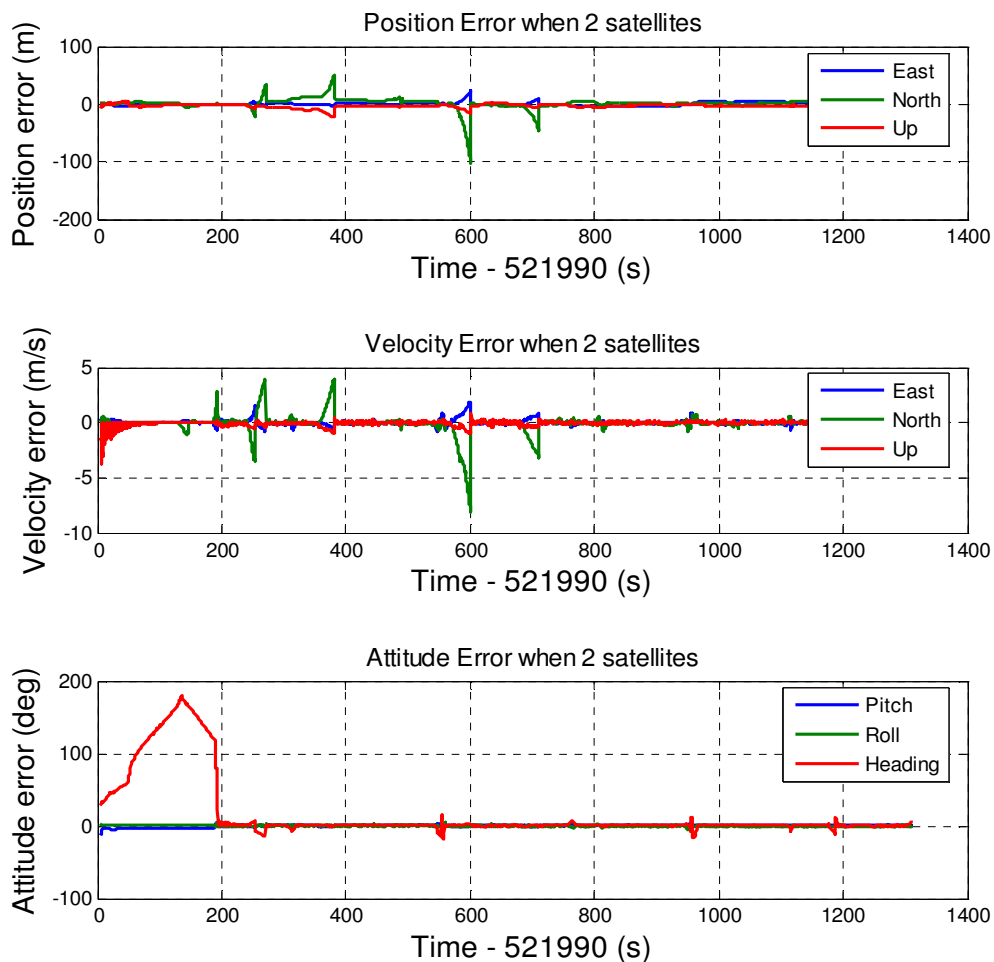 Position Error when 2 satellites
Position error (m)
100
0
-100
-200
East
North
Up
0 200 400 600 800 1000 1200 1400
Time - 521990 (s)
Velocity Error when 2 satellites
Velocity error (m/s)
5
0
-5
-10
East
North
Up
0 200 400 600 800 1000 1200 1400
Time - 521990 (s)
Attitude Error when 2 satellites
Attitude error (deg)
200
100
0
-100
Pitch
Roll
Heading
0 200 400 600 800 1000 1200 1400
Time - 521990 (s)